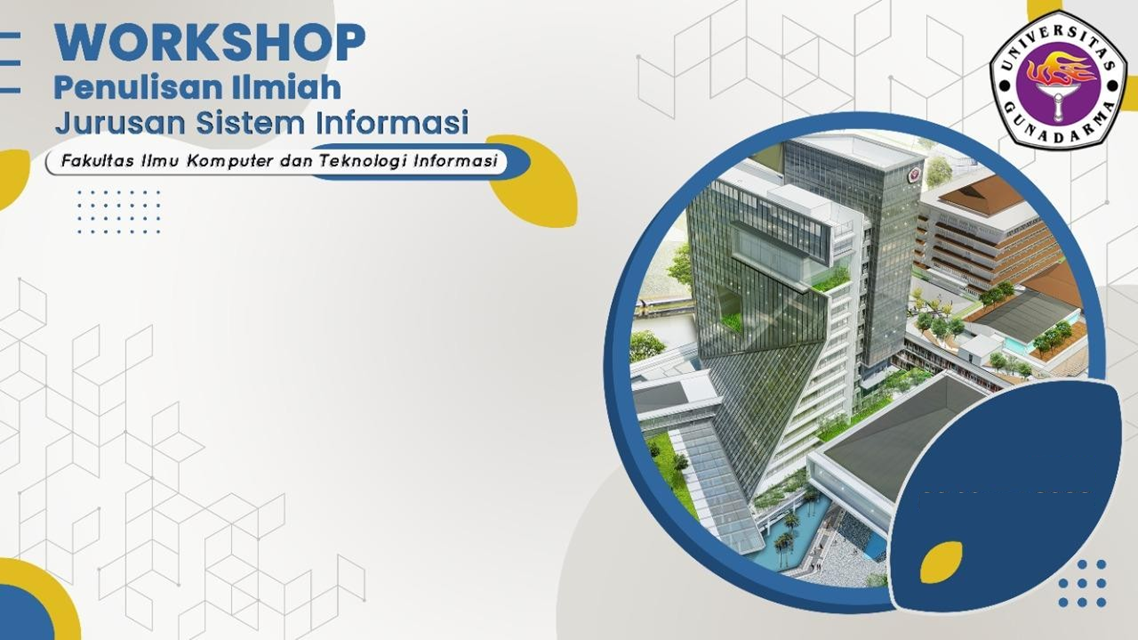 WORKSHOP
Penulisan Ilmiah
Jurusan Sistem Informasi
Fakultas Ilmu Komputer dan Teknologi Informasi
UNIVERSITAS
GUNADARMA